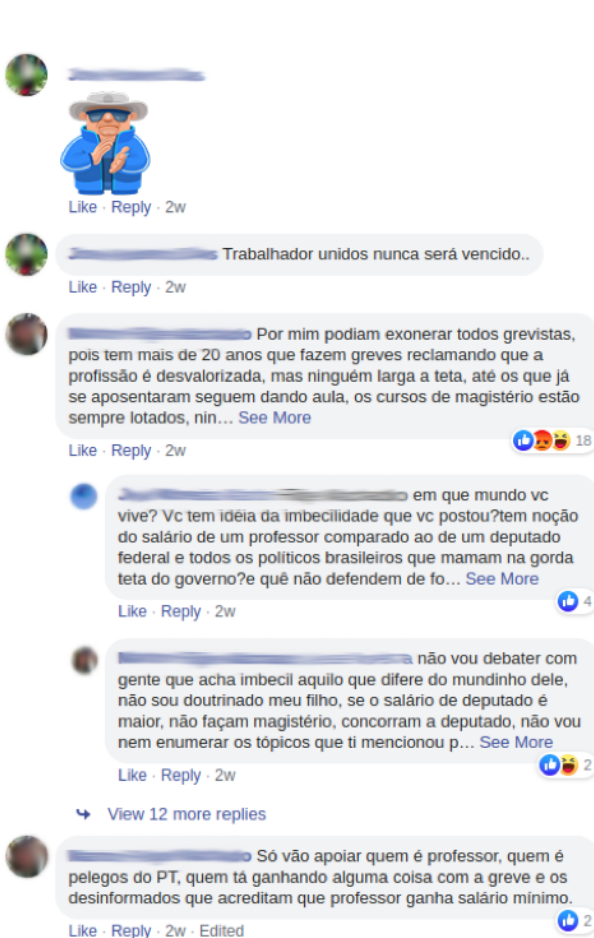 Like · Reply · 2w
Trabalhador unidos nunca será vencido..
Like · Reply · 2w
Por mim podiam exonerar todos grevistas,
pois tem mais de 20 anos que fazem greves reclamando que a
profissão é desvalorizada, mas ninguém larga a teta, até os que já
se aposentaram seguem dando aula, os cursos de magistério estão
sempre lotados, nin... See More
18
Like · Reply · 2w
em que mundo vc
vive? Vc tem idéia da imbecilidade que vc postou?tem noção
do salário de um professor comparado ao de um deputado
federal e todos os políticos brasileiros que mamam na gorda
teta do governo?e quê não defendem de fo... See More
4
Like · Reply · 2w
não vou debater com
gente que acha imbecil aquilo que difere do mundinho dele,
não sou doutrinado meu filho, se o salário de deputado é
maior, não façam magistério, concorram a deputado, não vou
nem enumerar os tópicos que ti mencionou p... See More
2
Like · Reply · 2w
View 12 more replies
Só vão apoiar quem é professor, quem é
pelegos do PT, quem tá ganhando alguma coisa com a greve e os
desinformados que acreditam que professor ganha salário mínimo.
2
Like · Reply · 2w · Edited